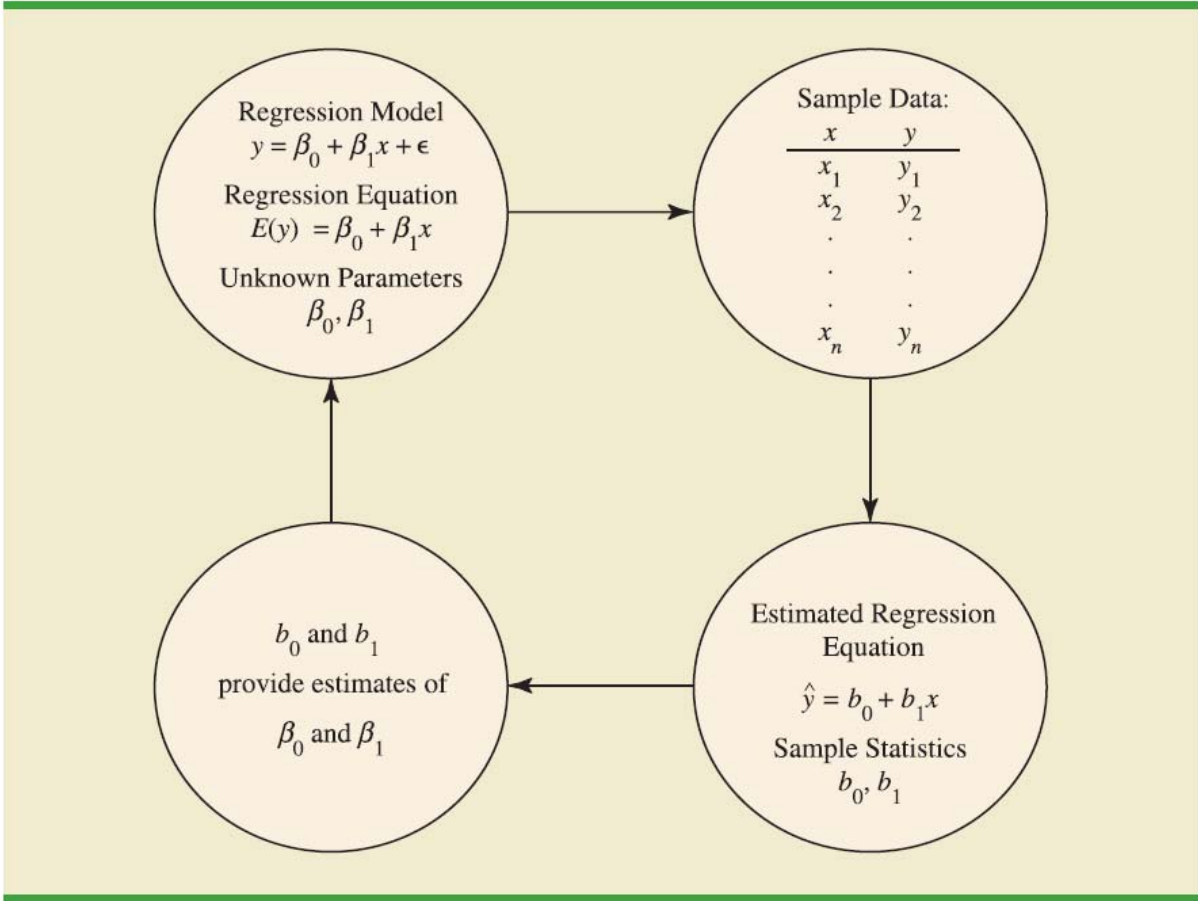 Regression Model
y = β₀ + β₁x + ϵ
Regression Equation
E(y) = β₀ + β₁x
Unknown Parameters
β₀, β₁
Sample Data:
x y
x₁ y₁
x₂ y₂
. .
. .
. .
xₙ yₙ
Estimated Regression
Equation
ŷ = b₀ + b₁x
Sample Statistics
b₀, b₁
b₀ and b₁
provide estimates of
β₀ and β₁